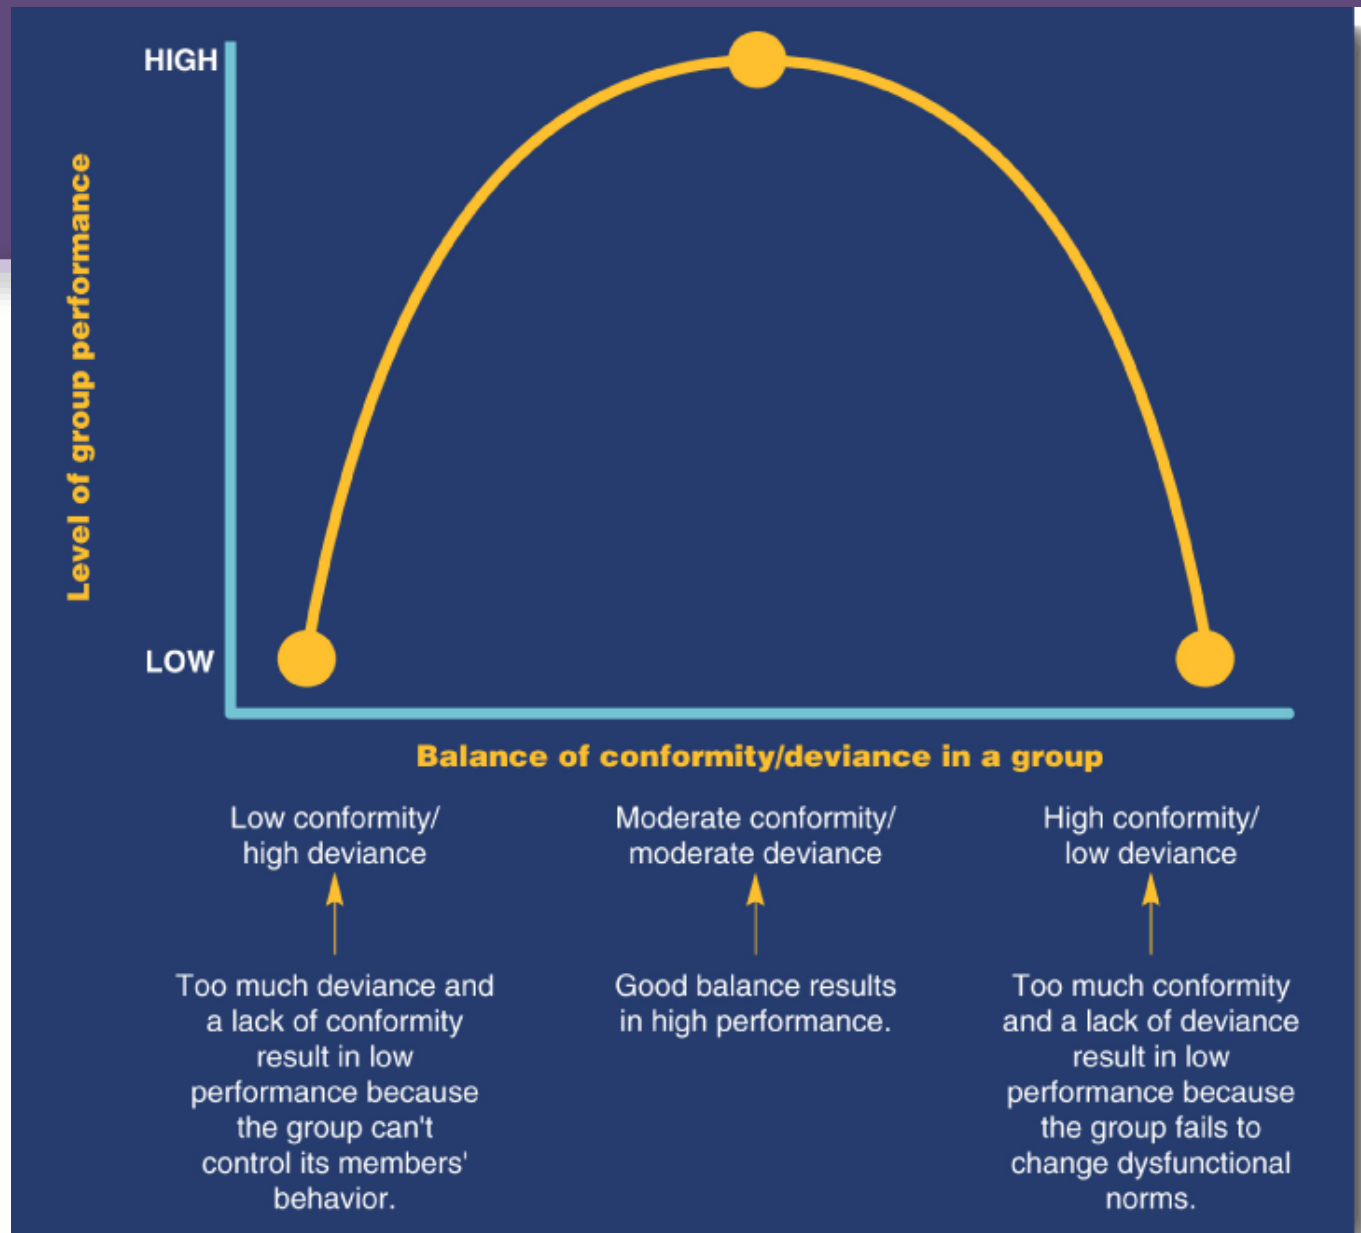 HIGH
Level of group performance
LOW
Balance of conformity/deviance in a group
Low conformity/
high deviance
Moderate conformity/
moderate deviance
High conformity/
low deviance
Too much deviance and
a lack of conformity
result in low
performance because
the group can't
control its members'
behavior.
Good balance results
in high performance.
Too much conformity
and a lack of deviance
result in low
performance because
the group fails to
change dysfunctional
norms.